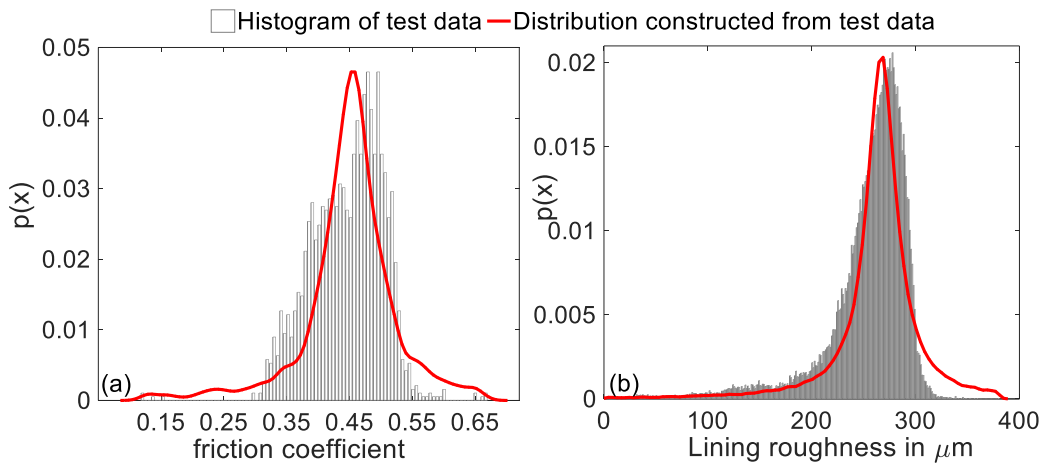 Histogram of test data Distribution constructed from test data
0.05
0.04
0.03
0.02
0.01
0
p(x)
(a)
0.15 0.25 0.35 0.45 0.55 0.65
friction coefficient
0.02
0.015
0.01
0.005
0
p(x)
(b)
0 100 200 300 400
Lining roughness in μm